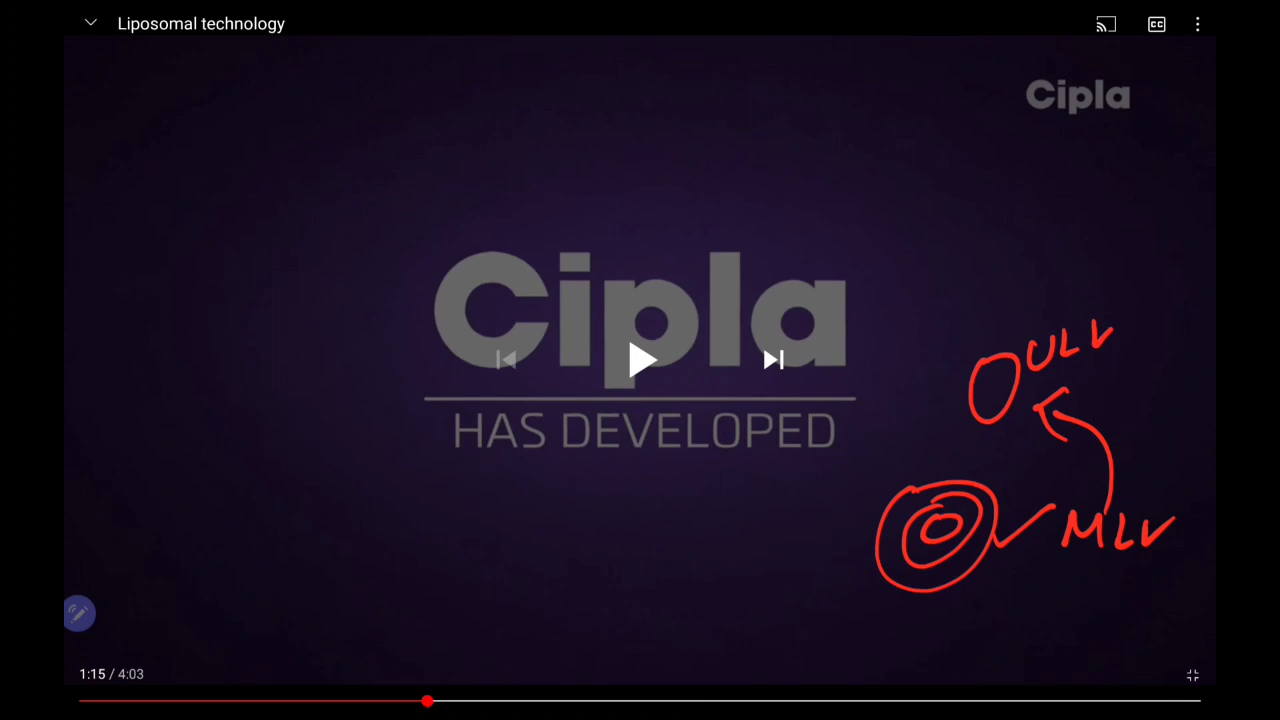 Liposomal technology
Cipla
Cipla
HAS DEVELOPED
ULV
MLV
1:15 / 4:03